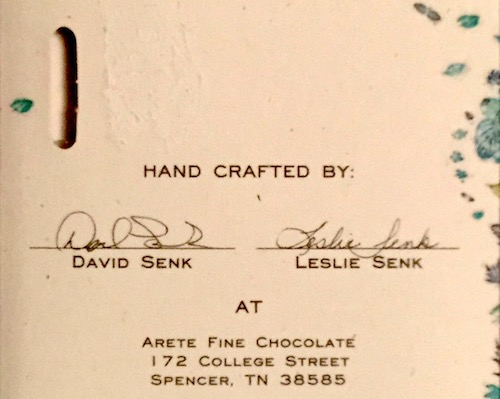 HAND CRAFTED BY:
David Senk Leslie Senk
DAVID SENK LESLIE SENK
AT
ARETE FINE CHOCOLATE
172 COLLEGE STREET
SPENCER, TN 38585